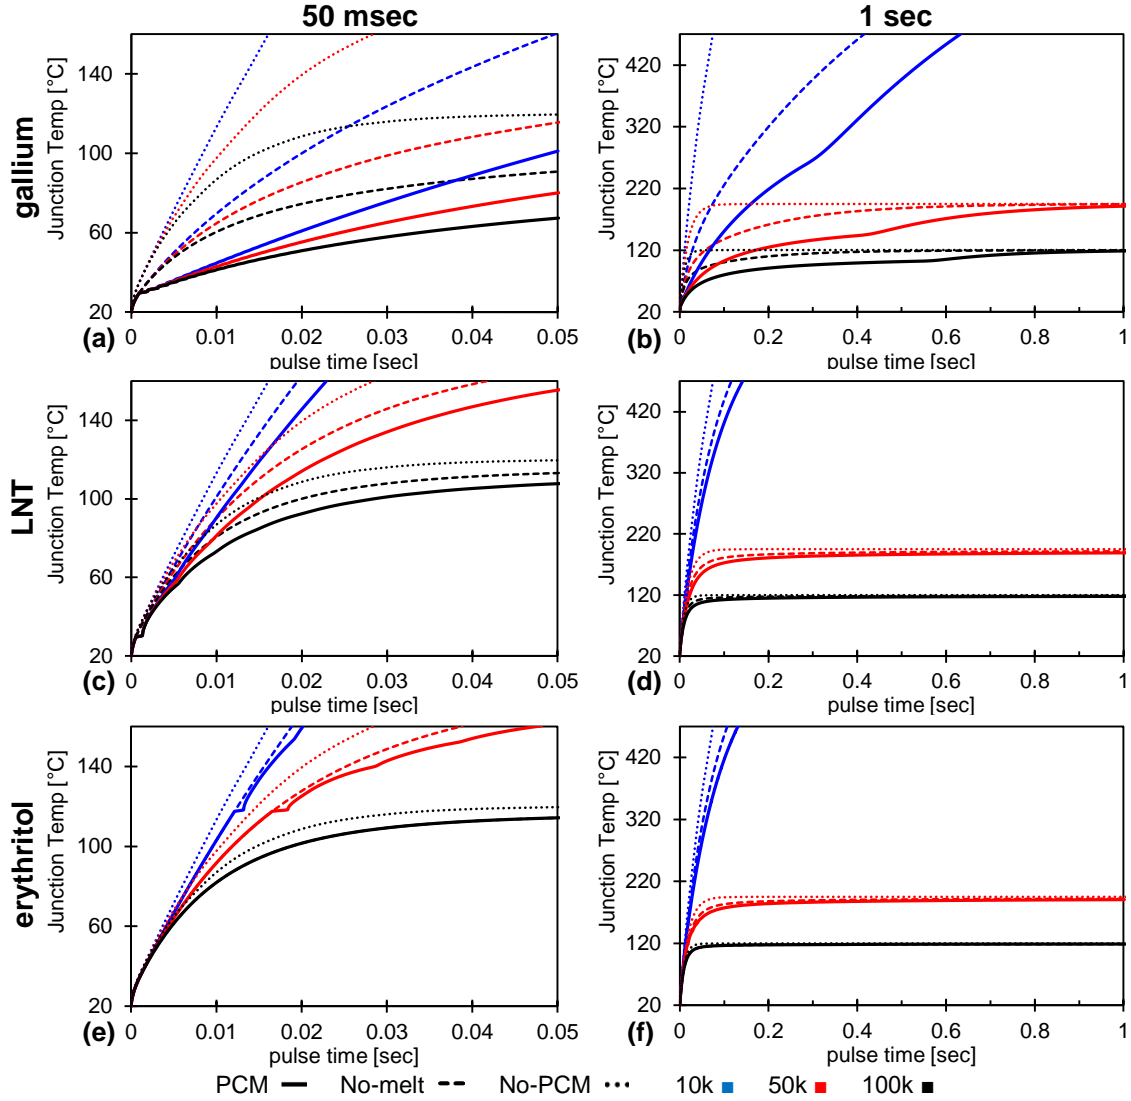 50 msec
1 sec
gallium
Junction Temp [°C]
140
100
60
20
(a)
0
0.01
0.02
0.03
0.04
0.05
pulse time [sec]
Junction Temp [°C]
420
320
220
120
20
(b)
0
0.2
0.4
0.6
0.8
1
pulse time [sec]
LNT
Junction Temp [°C]
140
100
60
20
(c)
0
0.01
0.02
0.03
0.04
0.05
pulse time [sec]
Junction Temp [°C]
420
320
220
120
20
(d)
0
0.2
0.4
0.6
0.8
1
pulse time [sec]
erythritol
Junction Temp [°C]
140
100
60
20
(e)
0
0.01
0.02
0.03
0.04
0.05
pulse time [sec]
Junction Temp [°C]
420
320
220
120
20
(f)
0
0.2
0.4
0.6
0.8
1
pulse time [sec]
PCM No-melt No-PCM 10k 50k 100k